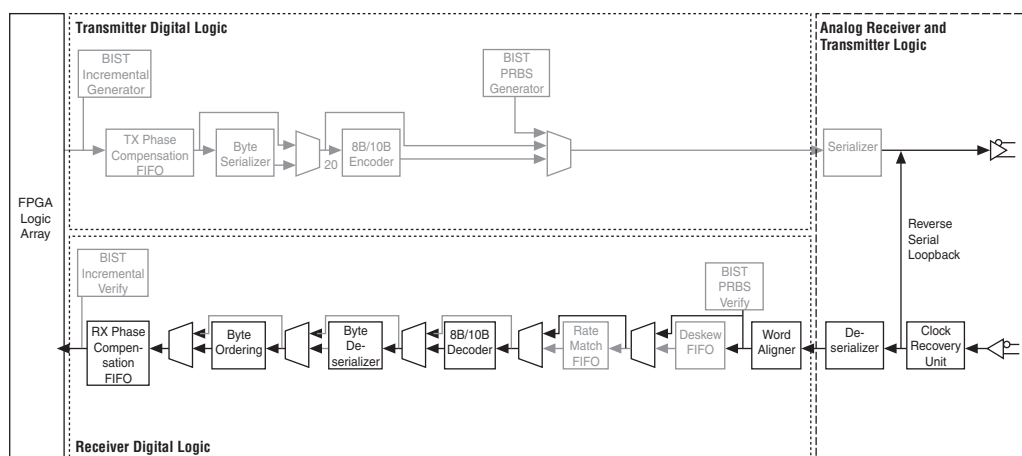 Transmitter Digital Logic
Analog Receiver and
Transmitter Logic
BIST
Incremental
Generator
BIST
PRBS
Generator
TX Phase
Compensation
FIFO
Byte
Serializer
20
8B/10B
Encoder
Serializer
FPGA
Logic
Array
Reverse
Serial
Loopback
BIST
Incremental
Verify
BIST
PRBS
Verify
RX Phase
Compen-
sation
FIFO
Byte
Ordering
Byte
De-
serializer
8B/10B
Decoder
Rate
Match
FIFO
Deskew
FIFO
Word
Aligner
De-
serializer
Clock
Recovery
Unit
Receiver Digital Logic